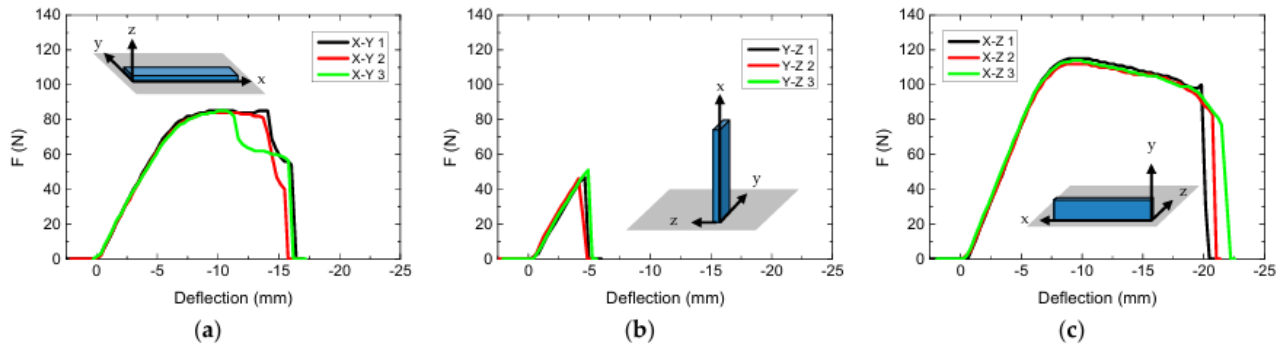 140
120
100
80
60
40
20
0
F (N)
0 -5 -10 -15 -20 -25
Deflection (mm)
X-Y 1
X-Y 2
X-Y 3
z
y
x
(a)
140
120
100
80
60
40
20
0
F (N)
0 -5 -10 -15 -20 -25
Deflection (mm)
Y-Z 1
Y-Z 2
Y-Z 3
x
y
z
(b)
140
120
100
80
60
40
20
0
F (N)
0 -5 -10 -15 -20 -25
Deflection (mm)
X-Z 1
X-Z 2
X-Z 3
y
z
x
(c)